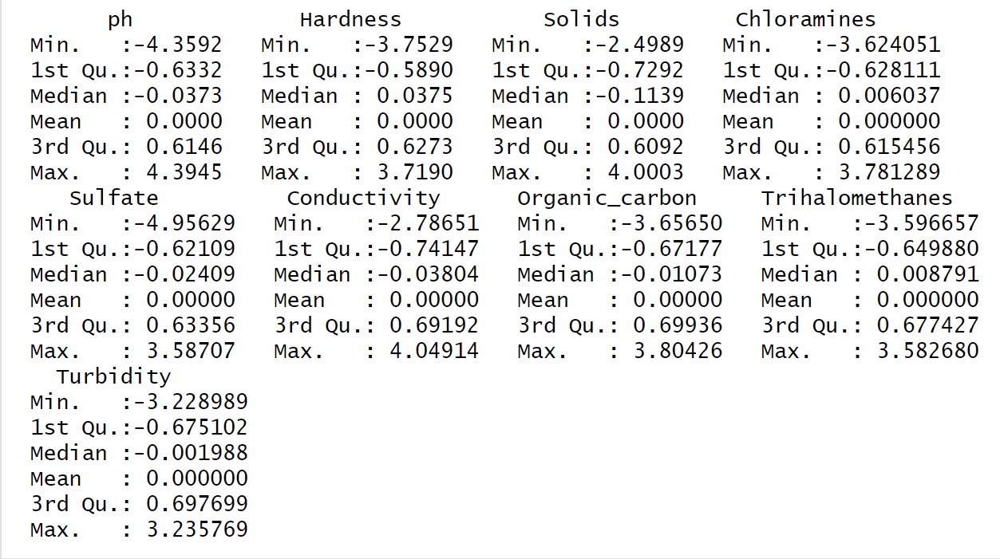 ph              Hardness           Solids         Chloramines
Min.   :-4.3592   Min.   :-3.7529   Min.   :-2.4989   Min.   :-3.624051
1st Qu.:-0.6332   1st Qu.:-0.5890   1st Qu.:-0.7292   1st Qu.:-0.628111
Median :-0.0373   Median : 0.0375   Median :-0.1139   Median : 0.006037
Mean   : 0.0000   Mean   : 0.0000   Mean   : 0.0000   Mean   : 0.000000
3rd Qu.: 0.6146   3rd Qu.: 0.6273   3rd Qu.: 0.6092   3rd Qu.: 0.615456
Max.   : 4.3945   Max.   : 3.7190   Max.   : 4.0003   Max.   : 3.781289
   Sulfate          Conductivity      Organic_carbon     Trihalomethanes
Min.   :-4.95629   Min.   :-2.78651   Min.   :-3.65650   Min.   :-3.596657
1st Qu.:-0.62109   1st Qu.:-0.74147   1st Qu.:-0.67177   1st Qu.:-0.649880
Median :-0.02409   Median :-0.03804   Median :-0.01073   Median : 0.008791
Mean   : 0.00000   Mean   : 0.00000   Mean   : 0.00000   Mean   : 0.000000
3rd Qu.: 0.63356   3rd Qu.: 0.69192   3rd Qu.: 0.69936   3rd Qu.: 0.677427
Max.   : 3.58707   Max.   : 4.04914   Max.   : 3.80426   Max.   : 3.582680
  Turbidity
Min.   :-3.228989
1st Qu.:-0.675102
Median :-0.001988
Mean   : 0.000000
3rd Qu.: 0.697699
Max.   : 3.235769